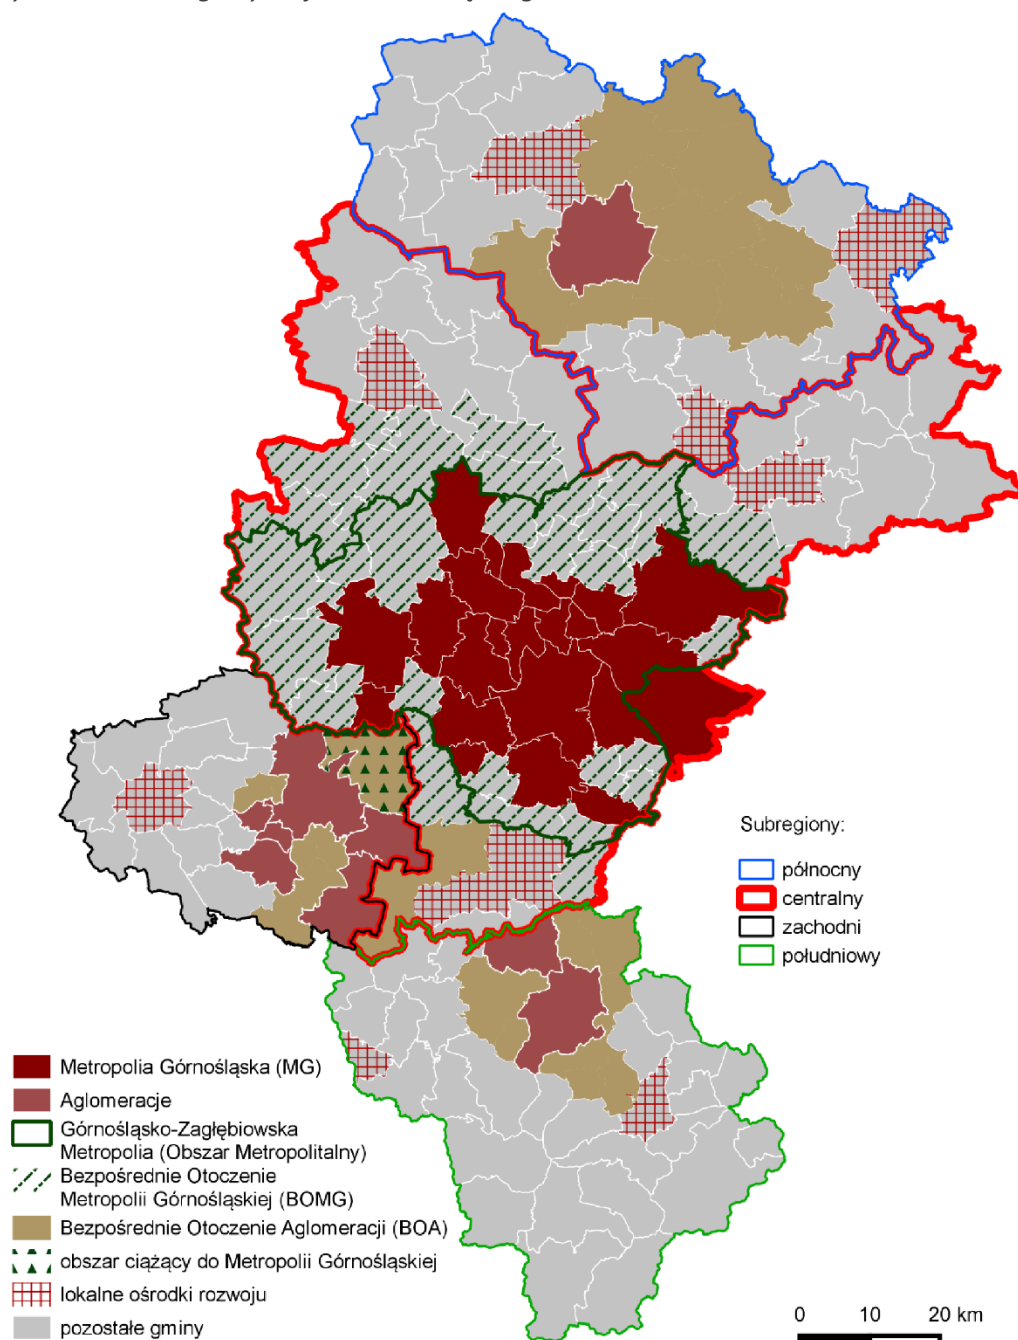 Subregiony:
północny
centralny
zachodni
południowy
Metropolia Górnośląska (MG)
Aglomeracje
Górnośląsko-Zagłębiowska
Metropolia (Obszar Metropolitalny)
Bezpośrednie Otoczenie
Metropolii Górnośląskiej (BOMG)
Bezpośrednie Otoczenie Aglomeracji (BOA)
obszar ciążący do Metropolii Górnośląskiej
lokalne ośrodki rozwoju
pozostałe gminy
0 10 20 km